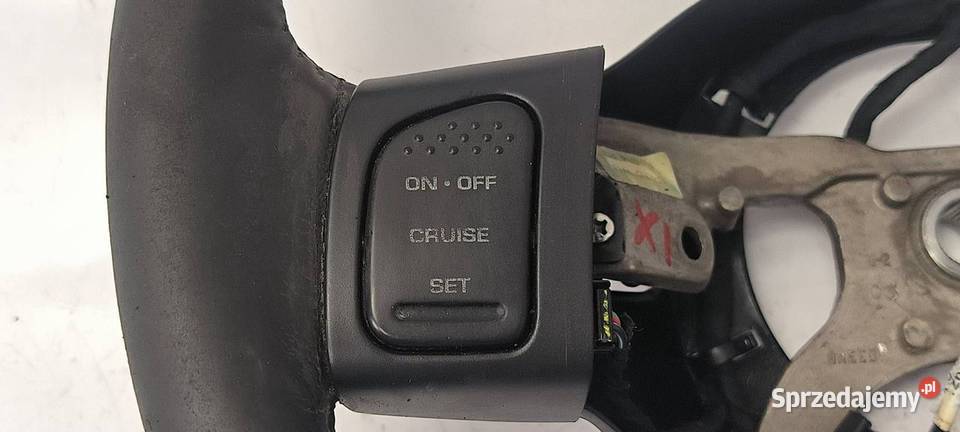 ON • OFF
CRUISE
SET
X1
Sprzedajemy.pl